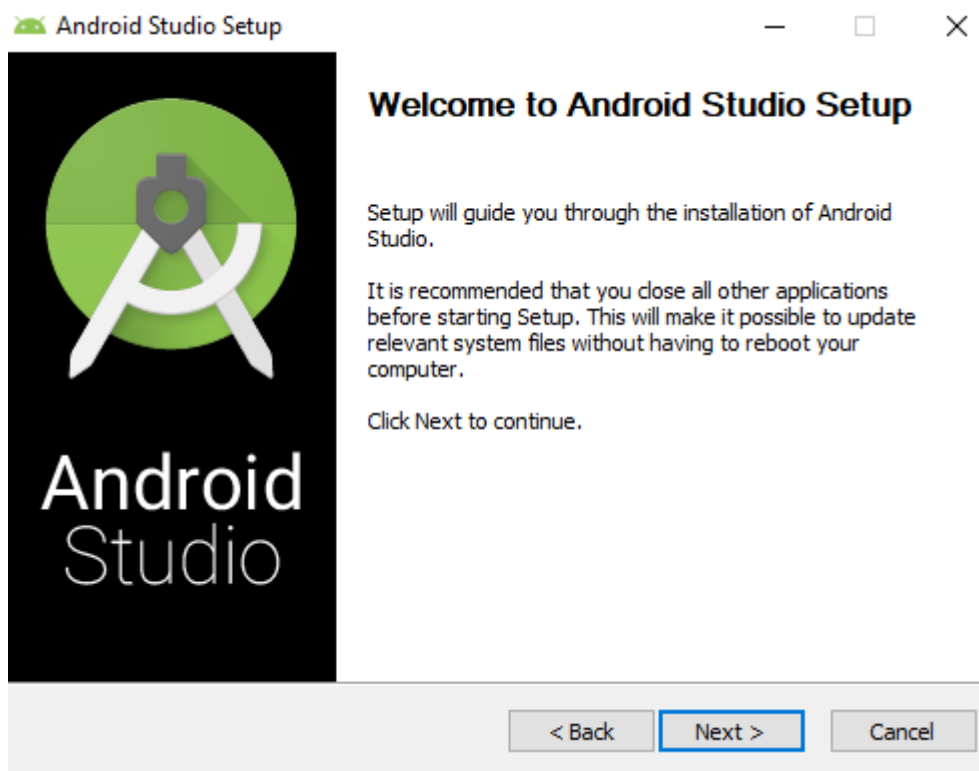 Android Studio Setup
Welcome to Android Studio Setup
Setup will guide you through the installation of Android
Studio.
It is recommended that you close all other applications
before starting Setup. This will make it possible to update
relevant system files without having to reboot your
computer.
Click Next to continue.
Android
Studio
< Back
Next >
Cancel